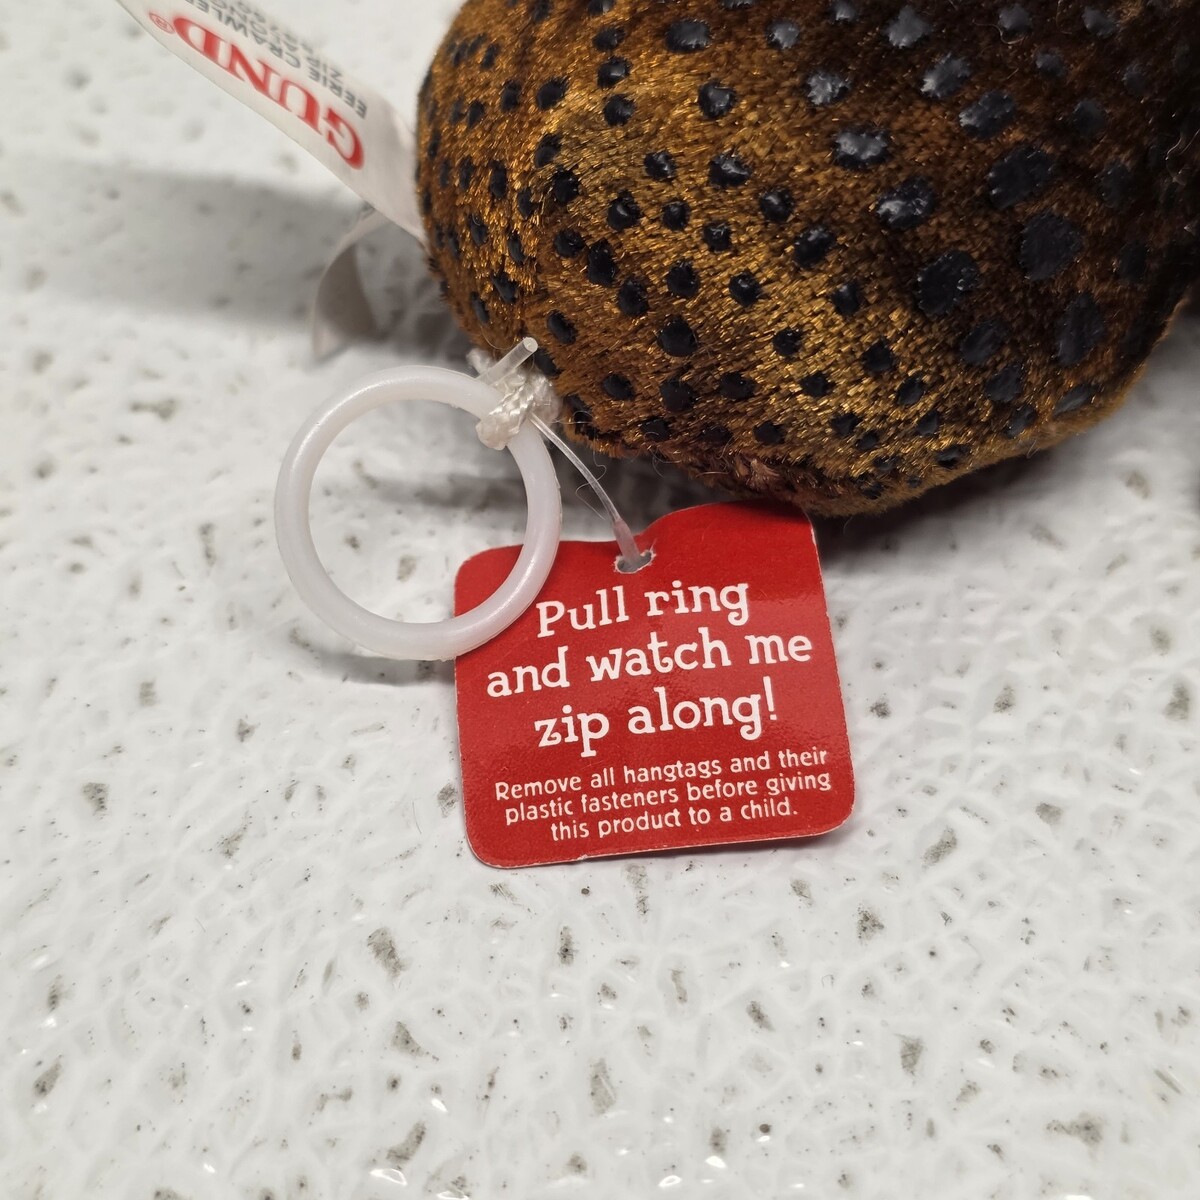 GUND®
EERIE CRAWLER
ZIP
Pull ring
and watch me
zip along!
Remove all hangtags and their
plastic fasteners before giving
this product to a child.